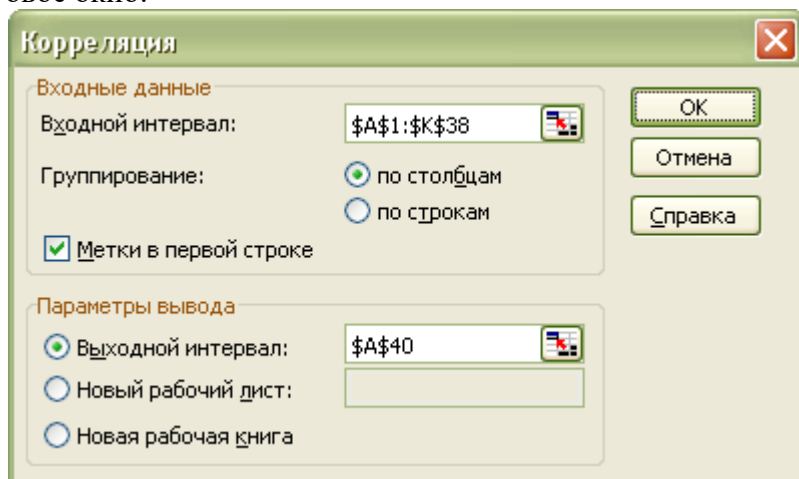 овое окно.
Корреляция
Входные данные
Входной интервал: $A$1:$K$38
Группирование: по столбцам
по строкам
Метки в первой строке
Параметры вывода
Выходной интервал: $A$40
Новый рабочий лист:
Новая рабочая книга
OK
Отмена
Справка